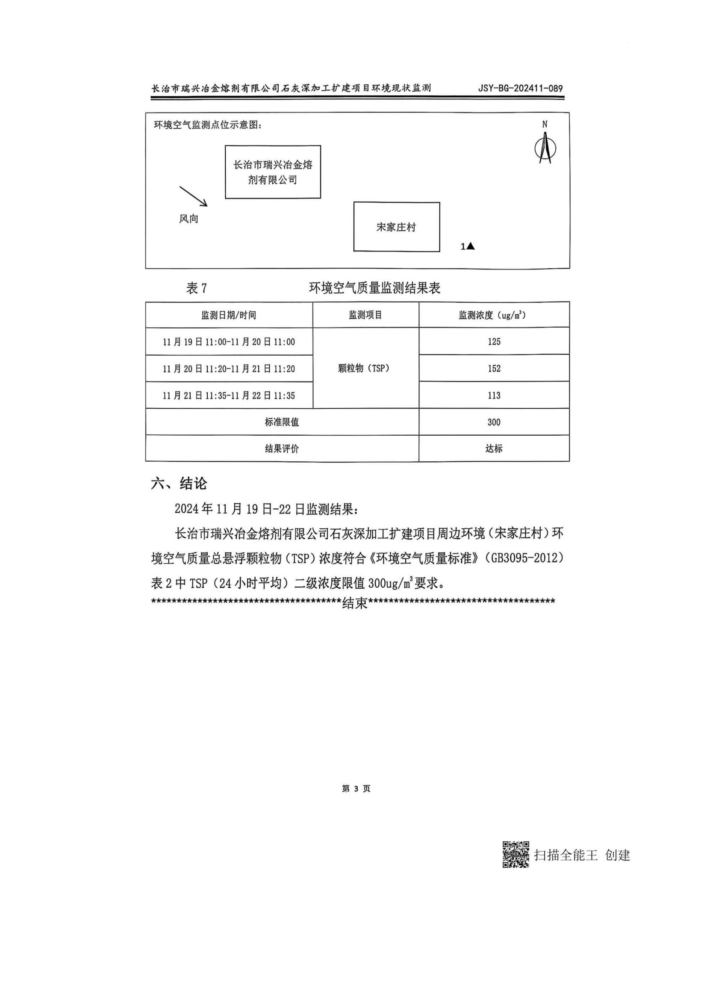 长治市瑞兴冶金熔剂有限公司石灰深加工扩建项目环境现状监测 JSY-BG-202411-089
环境空气监测点位示意图：
N
长治市瑞兴冶金熔
剂有限公司
风向
宋家庄村
1▲
表 7 环境空气质量监测结果表
监测日期/时间 监测项目 监测浓度（ug/m³）
11 月 19 日 11:00-11 月 20 日 11:00 125
11 月 20 日 11:20-11 月 21 日 11:20 颗粒物（TSP） 152
11 月 21 日 11:35-11 月 22 日 11:35 113
标准限值 300
结果评价 达标
六、结论
2024 年 11 月 19 日-22 日监测结果：
长治市瑞兴冶金熔剂有限公司石灰深加工扩建项目周边环境（宋家庄村）环
境空气质量总悬浮颗粒物（TSP）浓度符合《环境空气质量标准》（GB3095-2012）
表 2 中 TSP（24 小时平均）二级浓度限值 300ug/m³要求。
*************************************结束************************************
第 3 页
扫描全能王 创建